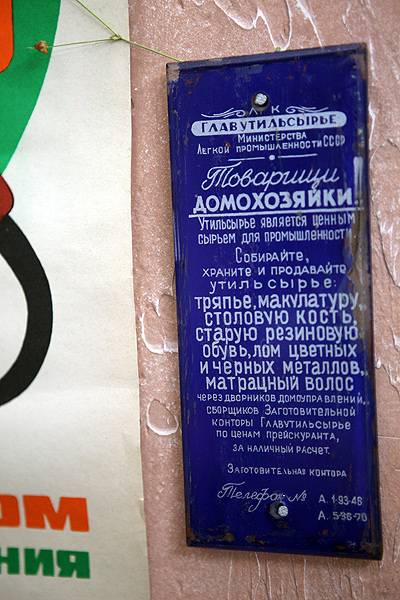 ГЛАВУТИЛЬСЫРЬЕ
Министерства
Легкой промышленности СССР
Товарищи
ДОМОХОЗЯЙКИ
Утильсырье является ценным
сырьем для промышленности
Собирайте,
храните и продавайте
утильсырье:
тряпье, макулатуру,
столовую кость,
старую резиновую
обувь, лом цветных
и черных металлов,
матрацный волос
через дворников домоуправлений,
сборщиков Заготовительной
конторы Главутильсырье
по ценам прейскуранта,
за наличный расчет.
Заготовительная контора
Телефон №
А. 1-93-48
А. 5-96-70
ОМ
НИЯ